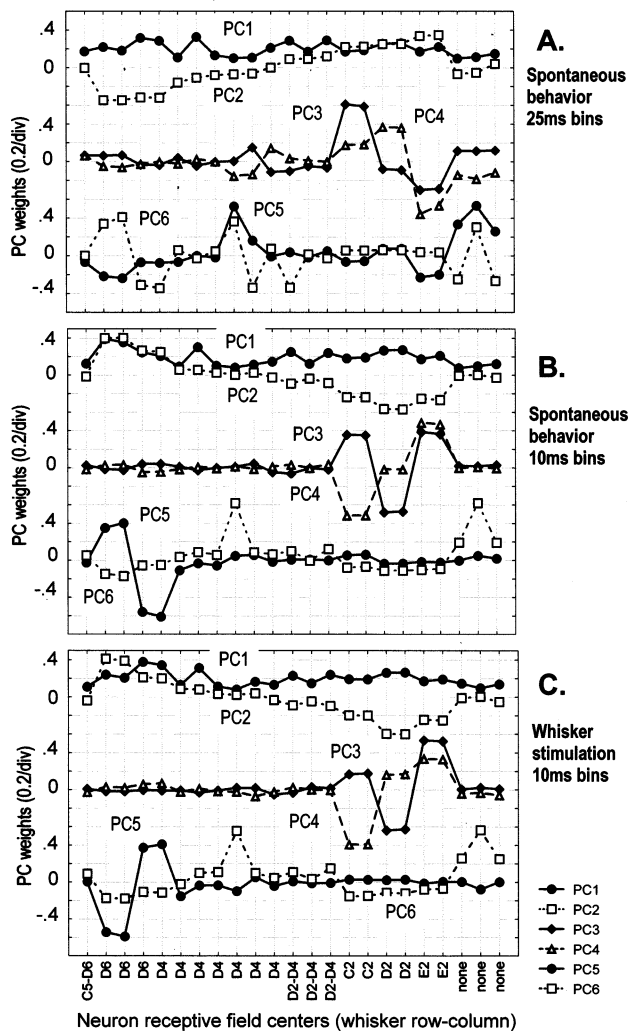 A.
Spontaneous
behavior
25ms bins
PC weights (0.2/div)
.4
0
.4
0
.4
0
-.4
PC1
PC2
PC3
PC4
PC6
PC5
B.
Spontaneous
behavior
10ms bins
PC weights (0.2/div)
.4
0
.4
0
.4
0
-.4
PC1
PC2
PC3
PC4
PC5
PC6
C.
Whisker
stimulation
10ms bins
PC weights (0.2/div)
.4
0
.4
0
.4
0
-.4
PC1
PC2
PC3
PC4
PC5
PC6
PC1
PC2
PC3
PC4
PC5
PC6
C5-D6
D6
D6
D6
D4
D4
D4
D4
D4
D4
D4
D2-D4
D2-D4
D2-D4
C2
C2
D2
D2
E2
E2
none
none
none
Neuron receptive field centers (whisker row-column)